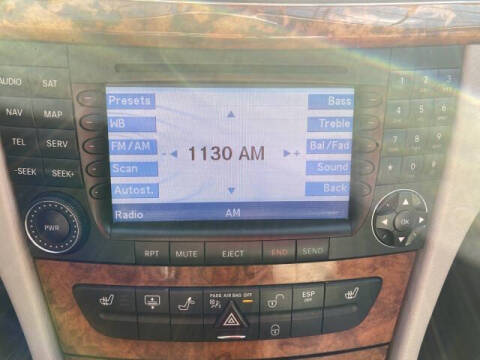 AUDIO SAT
NAV MAP
TEL SERV
-SEEK SEEK+
PWR
Presets
WB
FM/AM
Scan
Autost.
Radio
- 1130 AM +
AM
Bass
Treble
Bal/Fad
Sound
Back
1 2 3
4 5 6
7 8 9
* 0 #
OK
RPT MUTE EJECT END SEND
PASS AIR BAG OFF
ESP
OFF